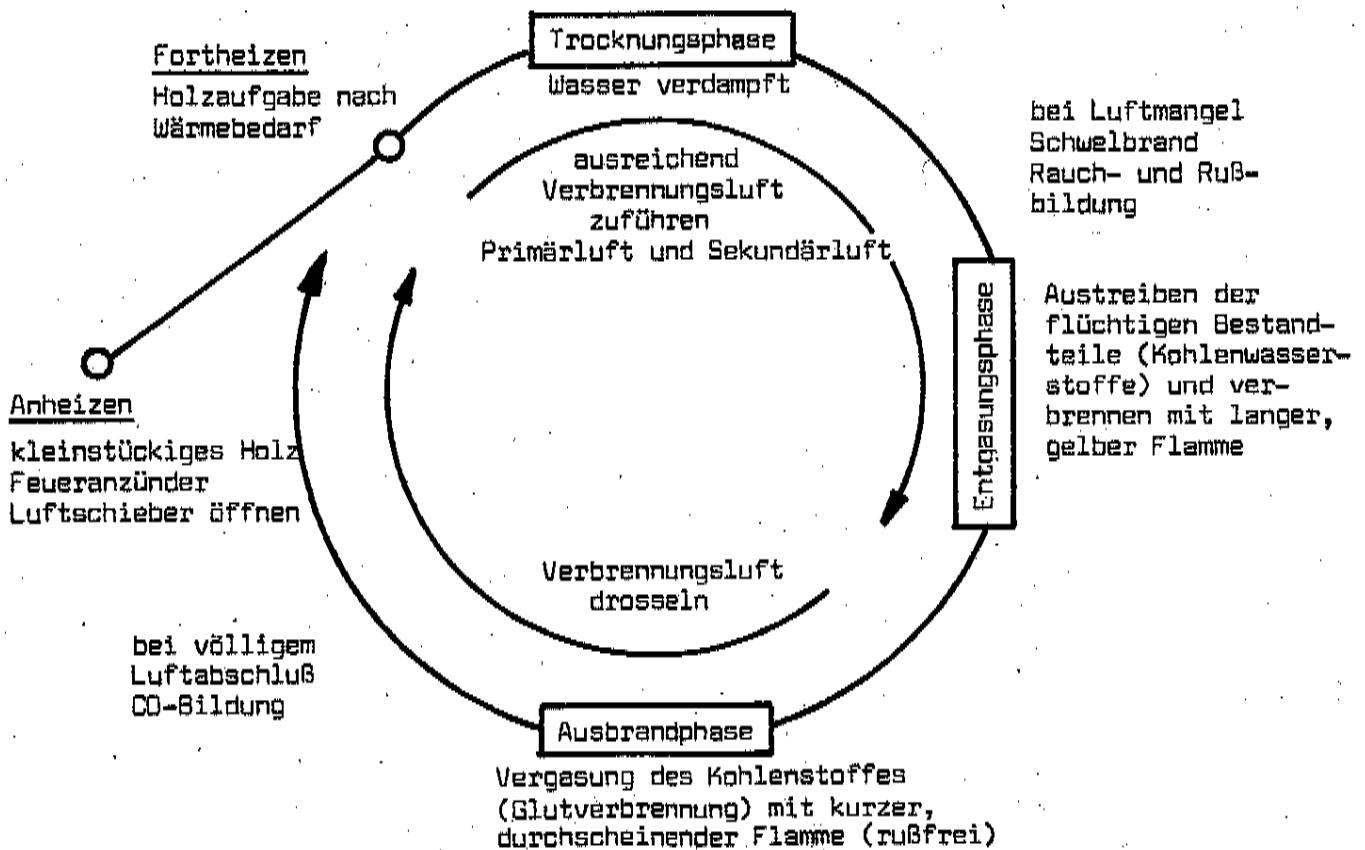 Trocknungsphase
Wasser verdampft
Fortheizen
Holzaufgabe nach
Wärmebedarf
ausreichend
Verbrennungsluft
zuführen
Primärluft und Sekundärluft
bei Luftmangel
Schwelbrand
Rauch- und Ruß-
bildung
Entgasungsphase
Austreiben der
flüchtigen Bestand-
teile (Kohlenwasser-
stoffe) und ver-
brennen mit langer,
gelber Flamme
Anheizen
kleinstückiges Holz
Feueranzünder
Luftschieber öffnen
Verbrennungsluft
drosseln
bei völligem
Luftabschluß
CO-Bildung
Ausbrandphase
Vergasung des Kohlenstoffes
(Glutverbrennung) mit kurzer,
durchscheinender Flamme (rußfrei)